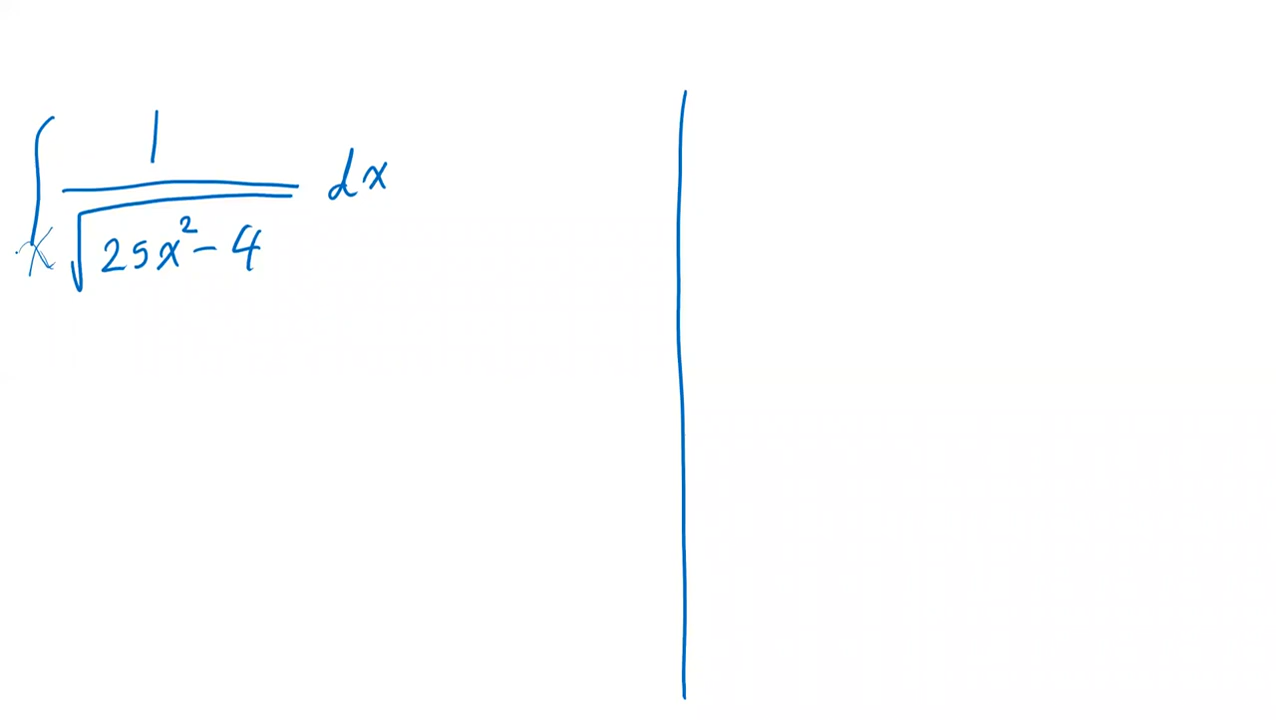 ∫ 1/√(25x² − 4) dx